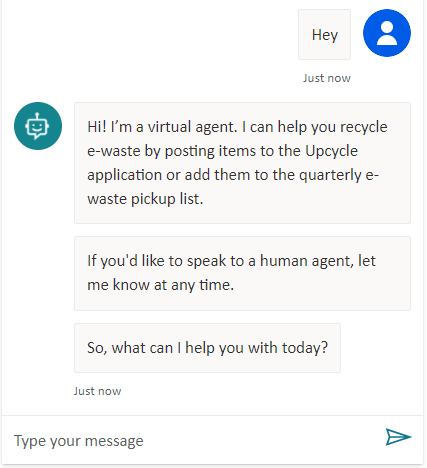 Hey
Just now
Hi! I’m a virtual agent. I can help you recycle
e-waste by posting items to the Upcycle
application or add them to the quarterly e-
waste pickup list.
If you'd like to speak to a human agent, let
me know at any time.
So, what can I help you with today?
Just now
Type your message